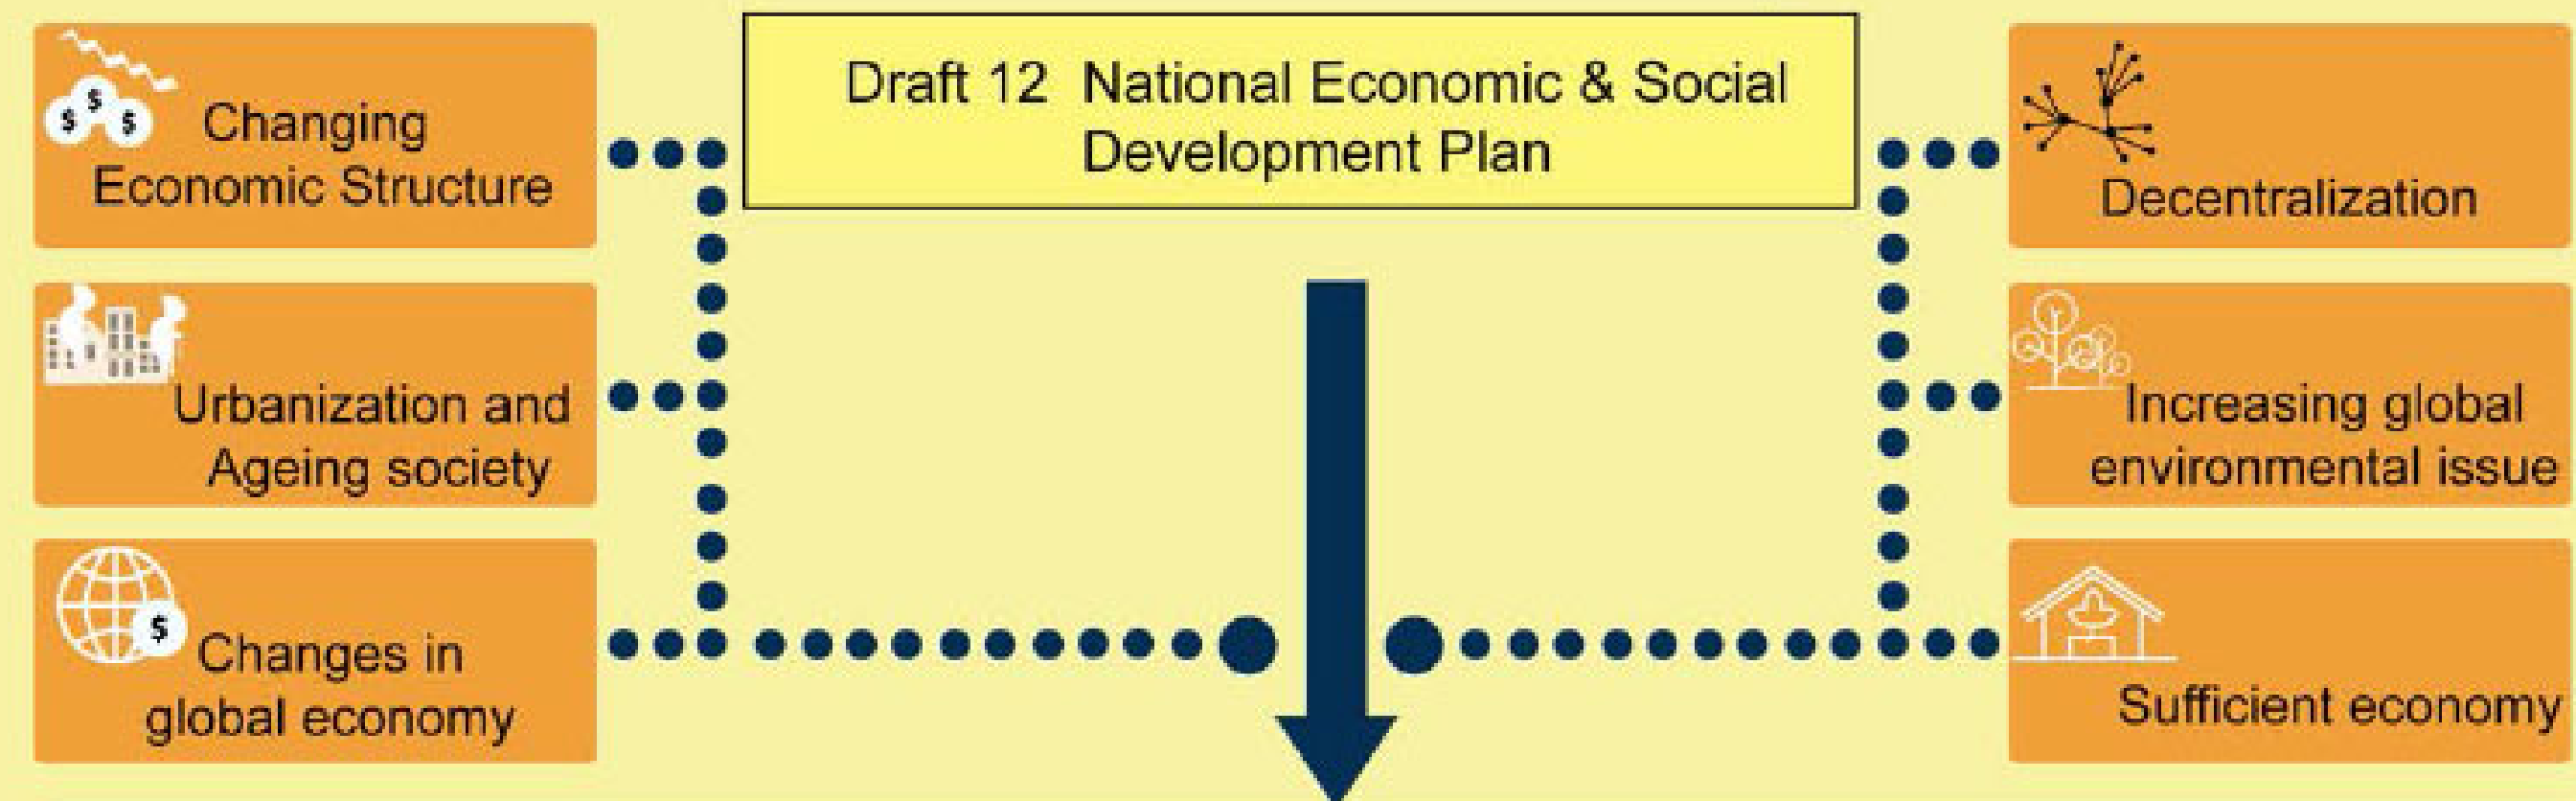 Draft 12 National Economic & Social
Development Plan
$
$ $
Changing
Economic Structure
Urbanization and
Ageing society
$
Changes in
global economy
Decentralization
Increasing global
environmental issue
Sufficient economy